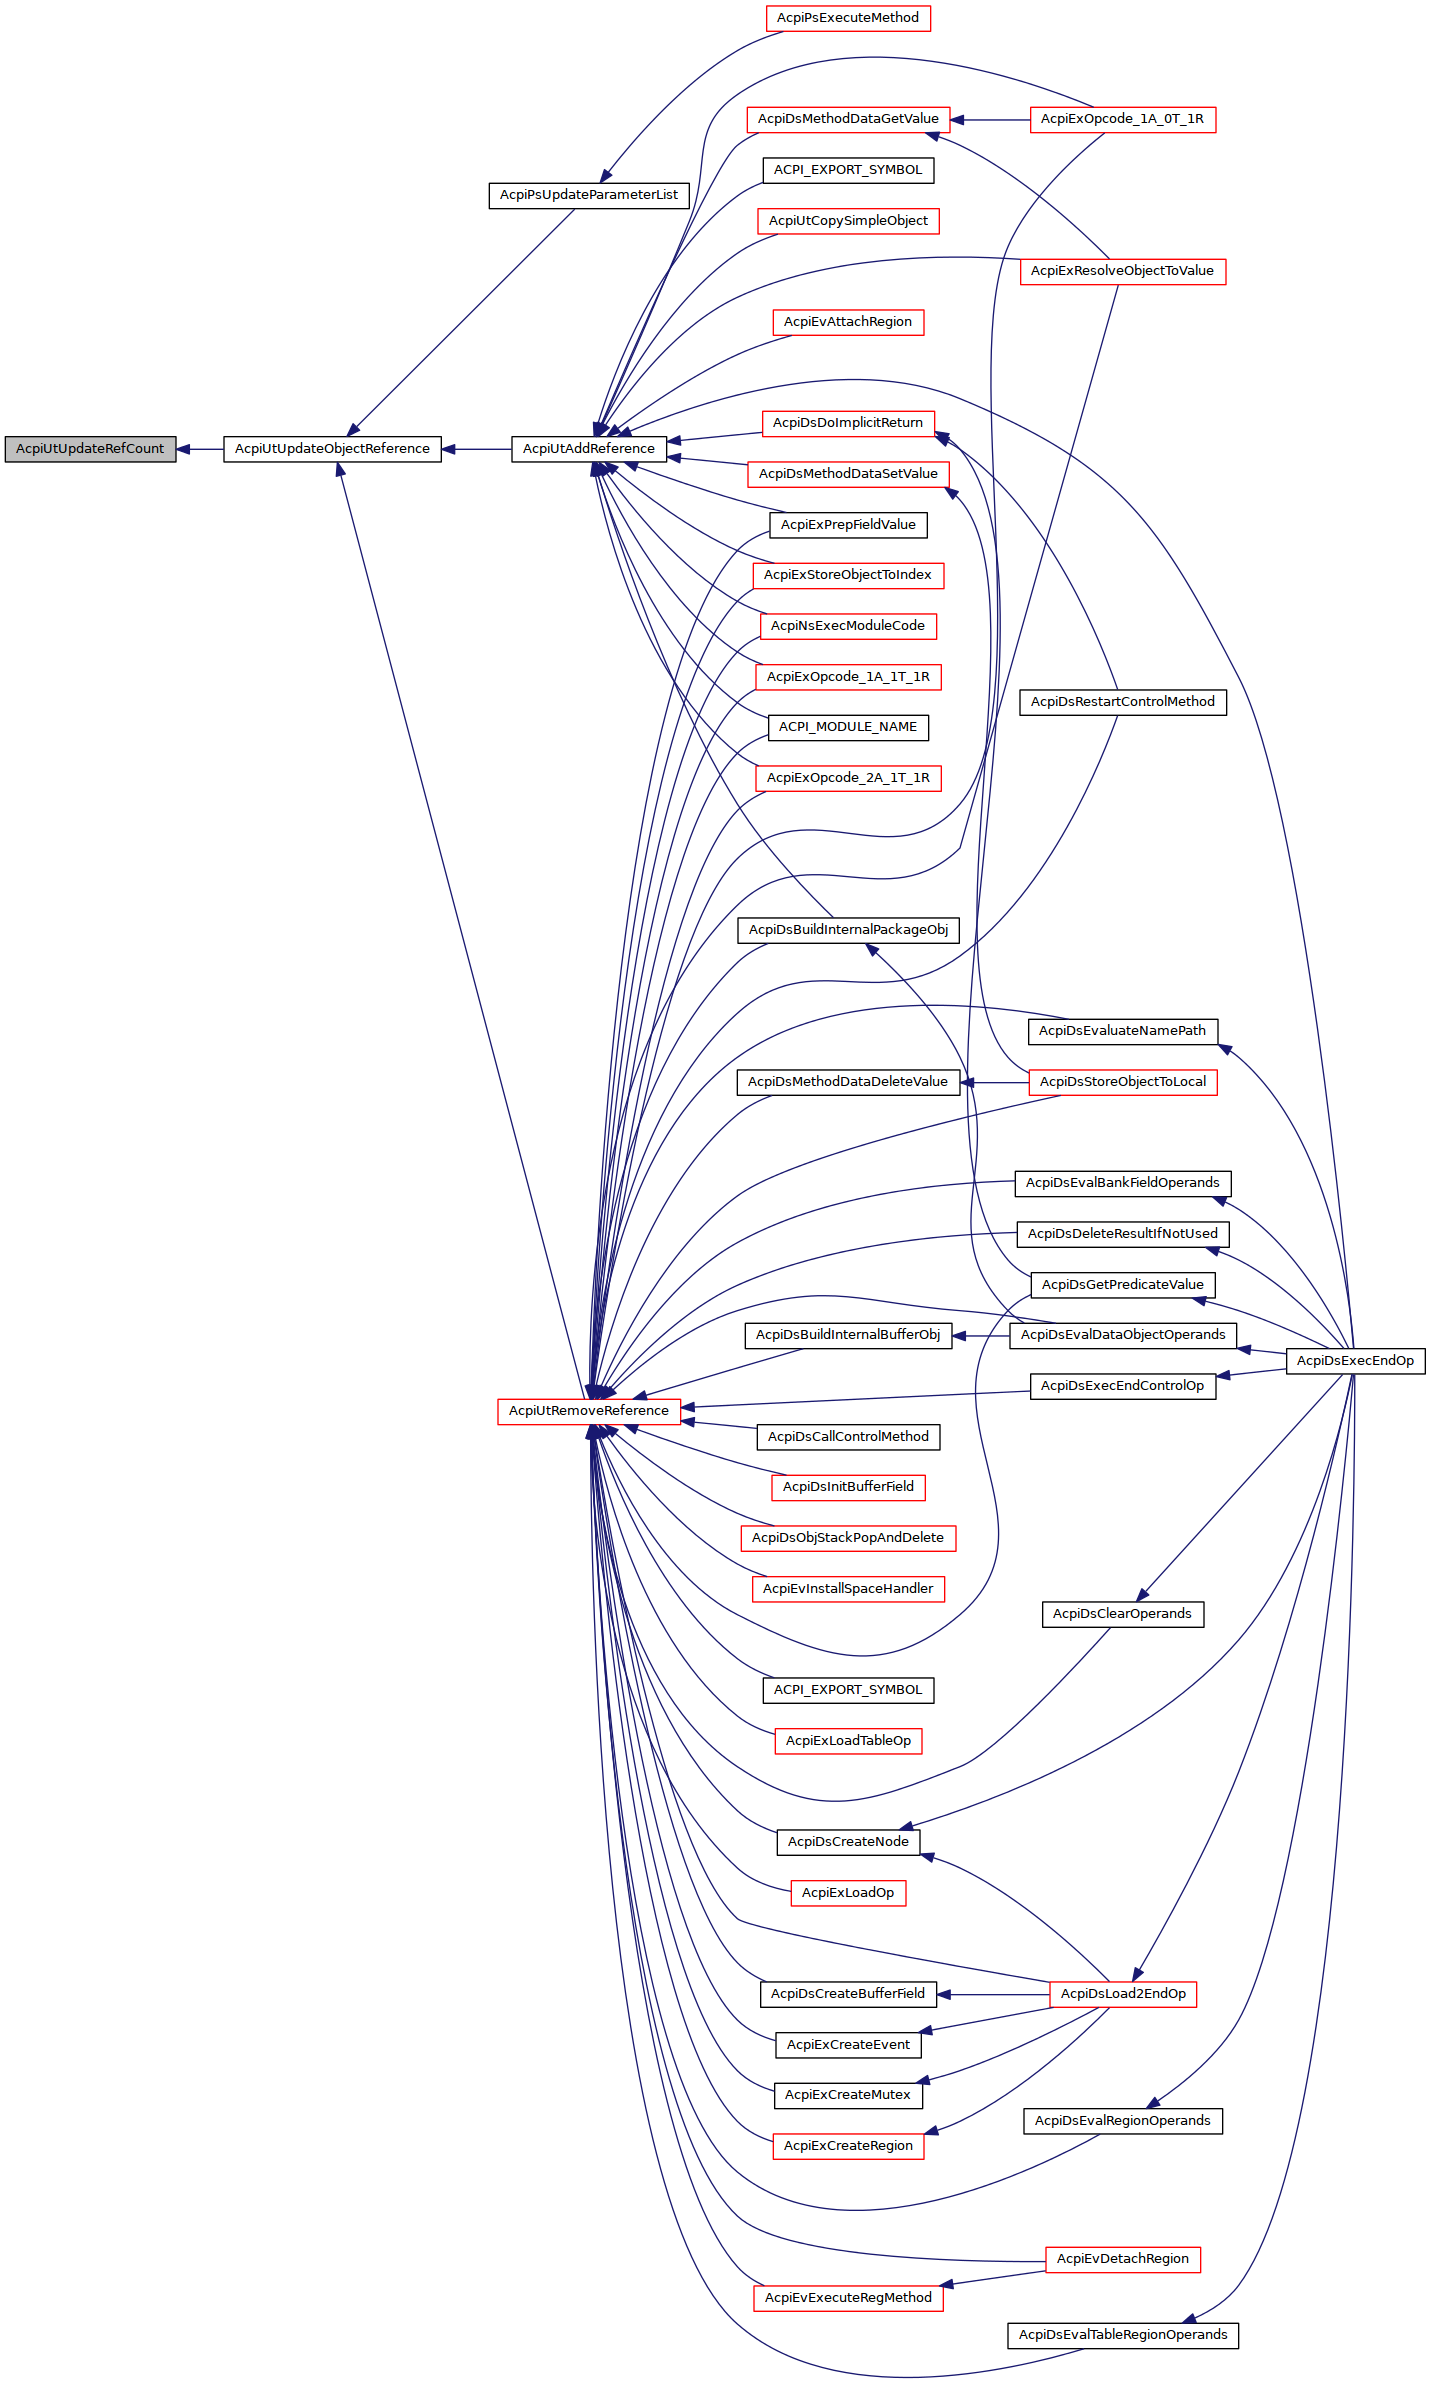 AcpiPsExecuteMethod
AcpiDsMethodDataGetValue
AcpiExOpcode_1A_0T_1R
ACPI_EXPORT_SYMBOL
AcpiPsUpdateParameterList
AcpiUtCopySimpleObject
AcpiExResolveObjectToValue
AcpiEvAttachRegion
AcpiDsDoImplicitReturn
AcpiUtUpdateRefCount
AcpiUtUpdateObjectReference
AcpiUtAddReference
AcpiDsMethodDataSetValue
AcpiExPrepFieldValue
AcpiExStoreObjectToIndex
AcpiNsExecModuleCode
AcpiExOpcode_1A_1T_1R
AcpiDsRestartControlMethod
ACPI_MODULE_NAME
AcpiExOpcode_2A_1T_1R
AcpiDsBuildInternalPackageObj
AcpiDsEvaluateNamePath
AcpiDsMethodDataDeleteValue
AcpiDsStoreObjectToLocal
AcpiDsEvalBankFieldOperands
AcpiDsDeleteResultIfNotUsed
AcpiDsGetPredicateValue
AcpiDsBuildInternalBufferObj
AcpiDsEvalDataObjectOperands
AcpiDsExecEndOp
AcpiDsExecEndControlOp
AcpiUtRemoveReference
AcpiDsCallControlMethod
AcpiDsInitBufferField
AcpiDsObjStackPopAndDelete
AcpiEvInstallSpaceHandler
AcpiDsClearOperands
ACPI_EXPORT_SYMBOL
AcpiExLoadTableOp
AcpiDsCreateNode
AcpiExLoadOp
AcpiDsCreateBufferField
AcpiDsLoad2EndOp
AcpiExCreateEvent
AcpiExCreateMutex
AcpiDsEvalRegionOperands
AcpiExCreateRegion
AcpiEvDetachRegion
AcpiEvExecuteRegMethod
AcpiDsEvalTableRegionOperands